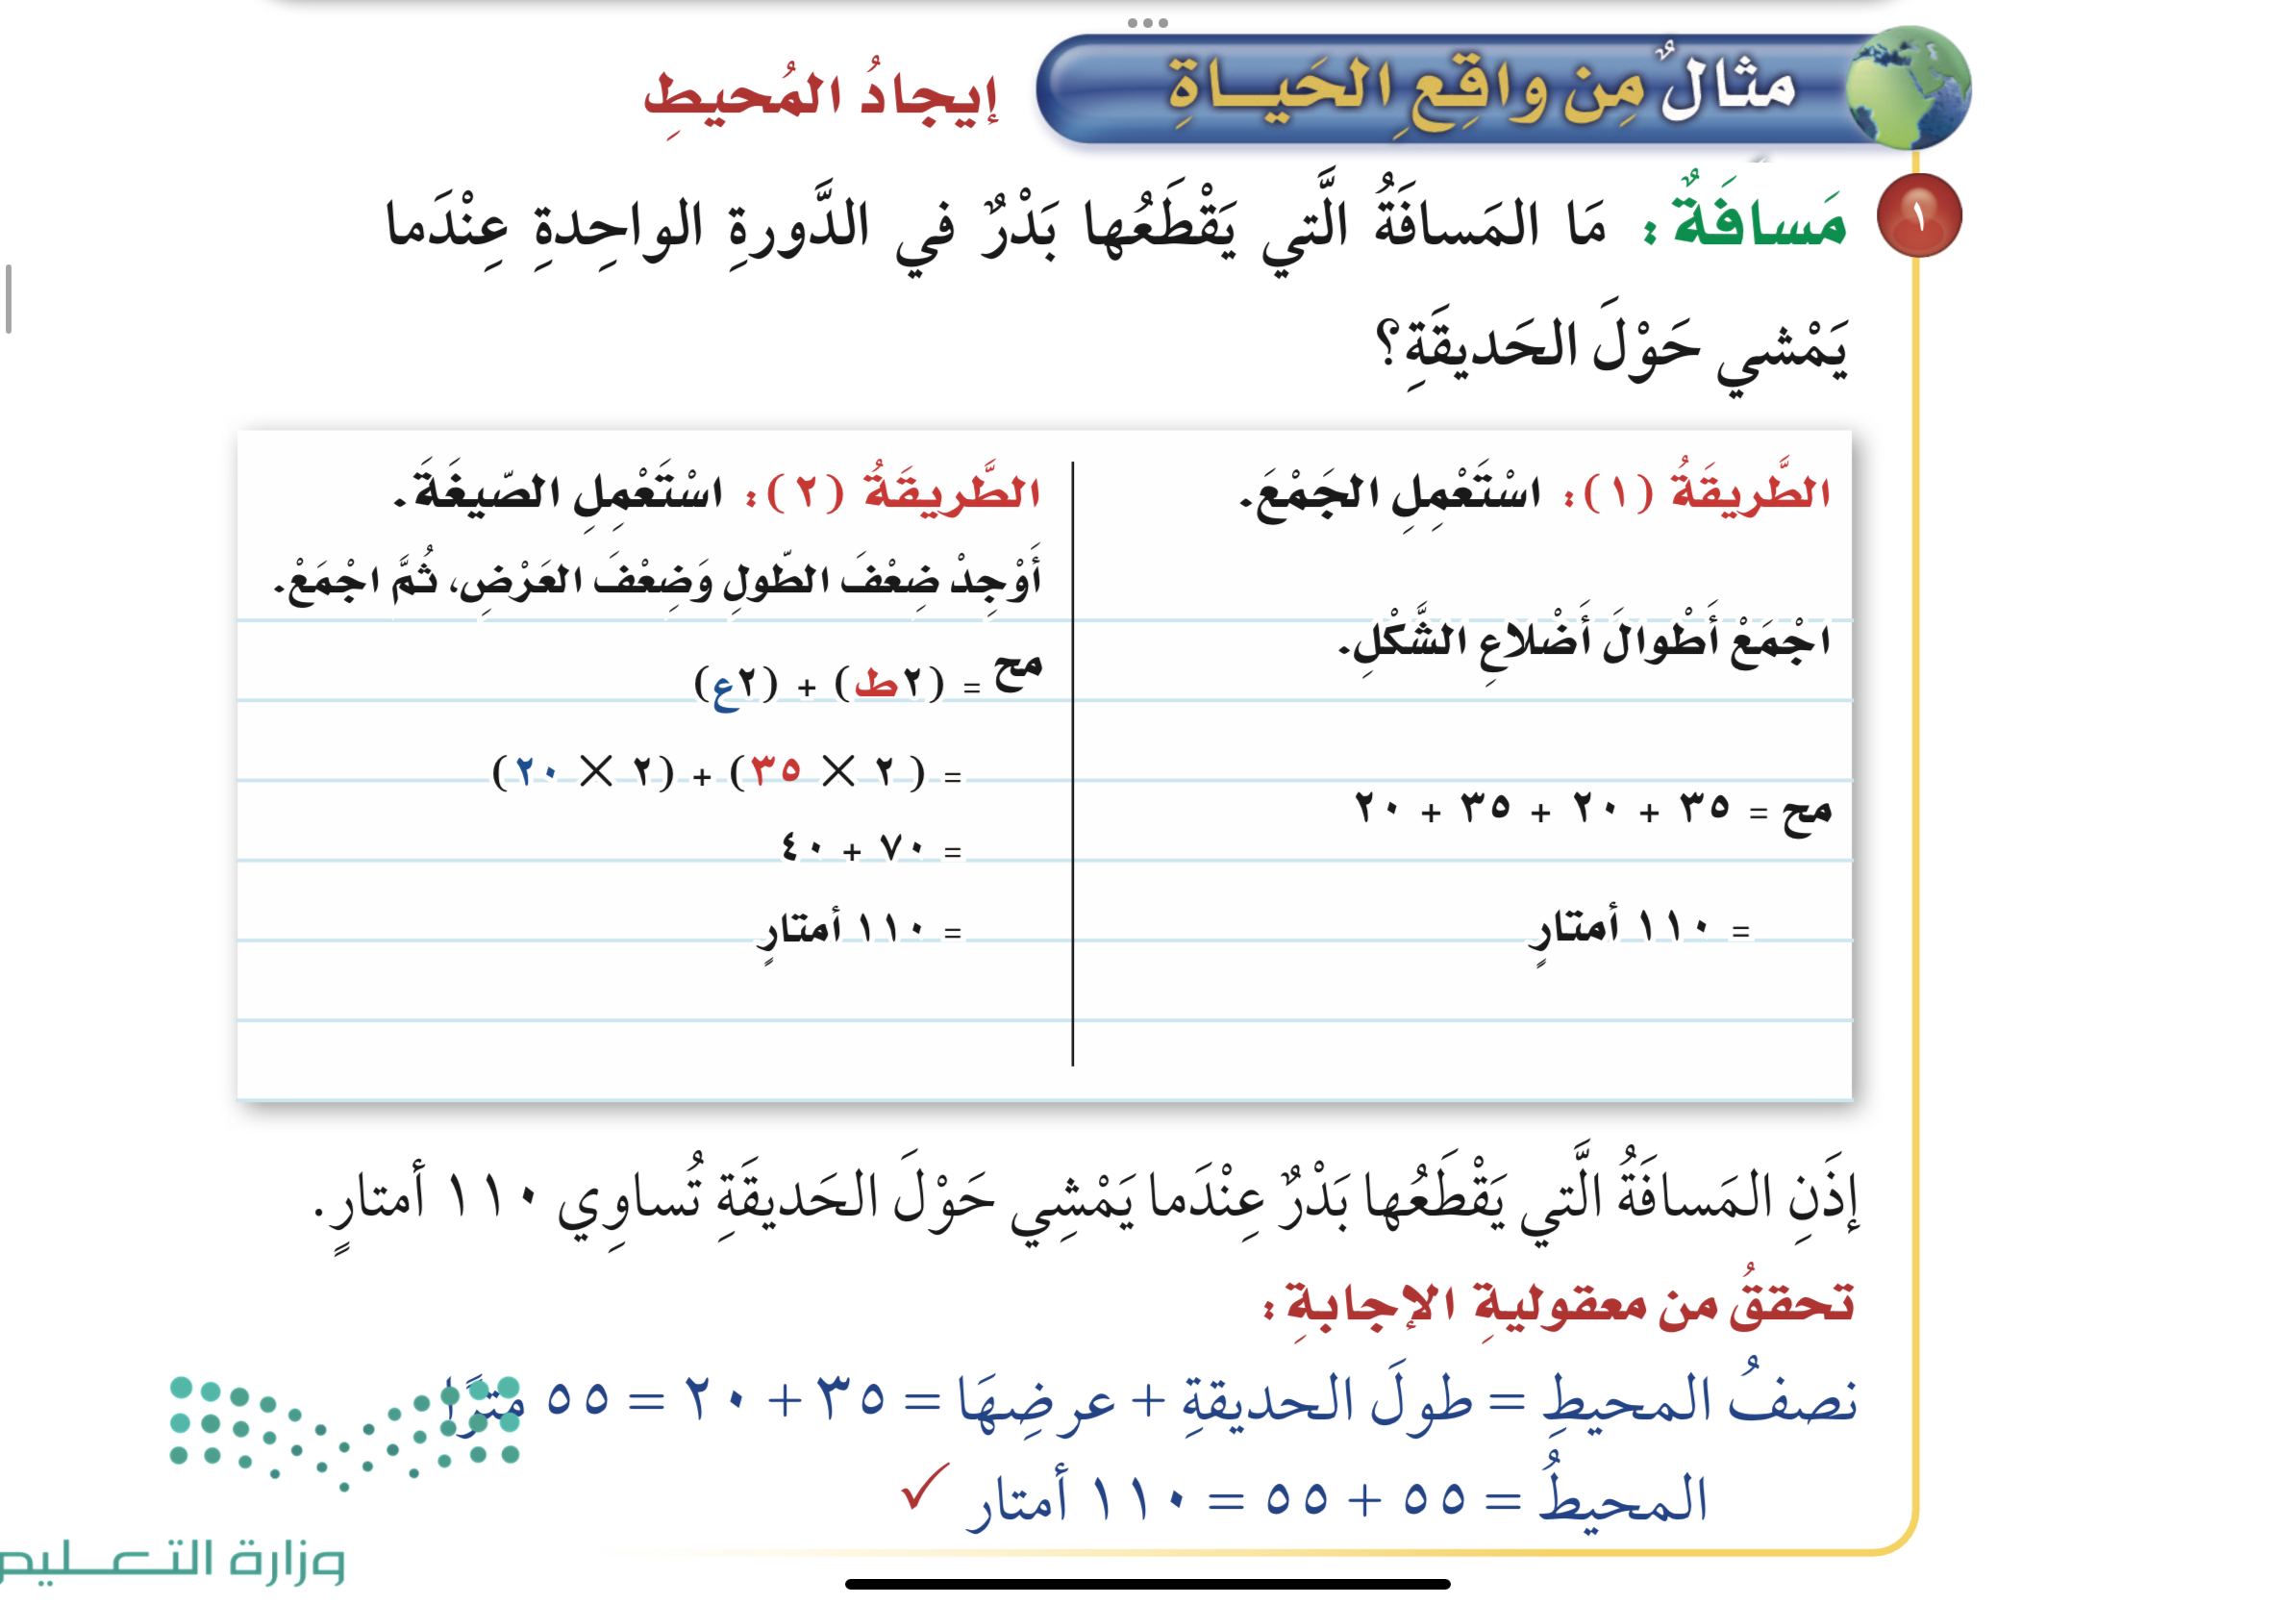 مثالٌ مِن واقِعِ الحَيـاةِ
إيجادُ المُحيطِ
١
مَسافَةٌ: مَا المَسافَةُ الَّتي يَقْطَعُها بَدْرٌ في الدَّورةِ الواحِدةِ عِنْدَما
يَمْشي حَوْلَ الحَديقَةِ؟
الطَّريقَةُ (١): اسْتَعْمِلِ الجَمْعَ.
اجْمَعْ أَطْوالَ أَضْلاعِ الشَّكْلِ.
مح = ٣٥ + ٢٠ + ٣٥ + ٢٠
= ١١٠ أمتارٍ
الطَّريقَةُ (٢): اسْتَعْمِلِ الصّيغَةَ.
أَوْجِدْ ضِعْفَ الطّولِ وَضِعْفَ العَرْضِ، ثُمَّ اجْمَعْ.
مح = (٢ط) + (٢ع)
= (٢ × ٣٥) + (٢ × ٢٠)
= ٧٠ + ٤٠
= ١١٠ أمتارٍ
إذَنِ المَسافَةُ الَّتي يَقْطَعُها بَدْرٌ عِنْدَما يَمْشِي حَوْلَ الحَديقَةِ تُساوِي ١١٠ أمتارٍ.
تحققُ من معقوليةِ الإجابةِ:
نصفُ المحيطِ = طولَ الحديقةِ + عرضِهَا = ٣٥ + ٢٠ = ٥٥ مترًا
المحيطُ = ٥٥ + ٥٥ = ١١٠ أمتار ✓
وزارة التعـليم